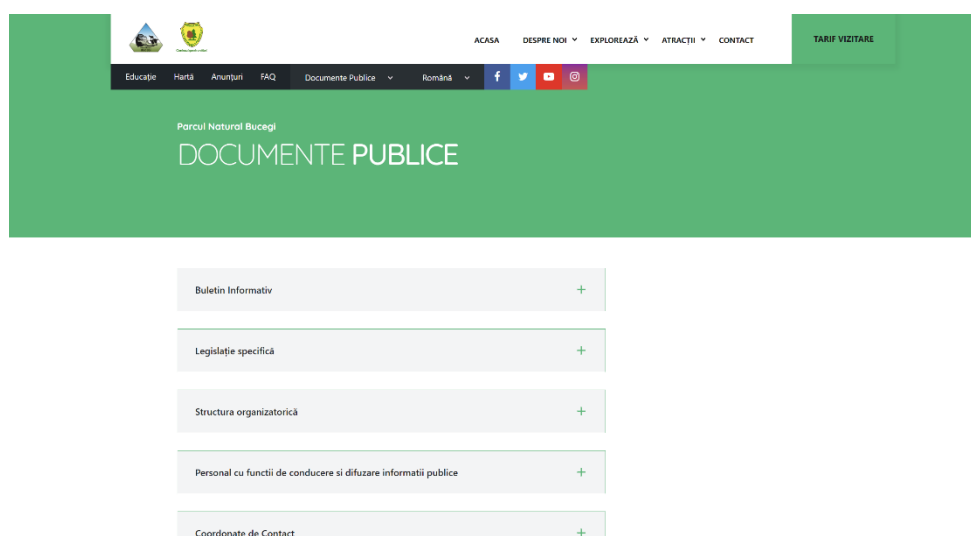 ACASA
DESPRE NOI
EXPLOREAZĂ
ATRACȚII
CONTACT
TARIF VIZITARE
Educație
Hartă
Anunțuri
FAQ
Documente Publice
Română
Parcul Natural Bucegi
DOCUMENTE PUBLICE
Buletin Informativ
Legislație specifică
Structura organizatorică
Personal cu functii de conducere si difuzare informatii publice
Coordonate de Contact